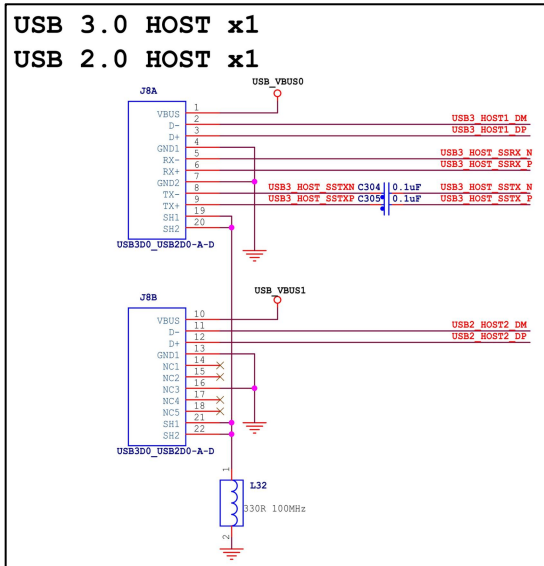 USB 3.0 HOST x1
USB 2.0 HOST x1
USB_VBUS0
J8A
VBUS 1
D- 2 USB3_HOST1_DM
D+ 3 USB3_HOST1_DP
GND1 4
RX- 5 USB3_HOST_SSRX_N
RX+ 6 USB3_HOST_SSRX_P
GND2 7
TX- 8 USB3_HOST_SSTXN C304 0.1uF USB3_HOST_SSTX_N
TX+ 9 USB3_HOST_SSTXP C305 0.1uF USB3_HOST_SSTX_P
SH1 19
SH2 20
USB3D0_USB2D0-A-D
USB_VBUS1
J8B
VBUS 10
D- 11 USB2_HOST2_DM
D+ 12 USB2_HOST2_DP
GND1 13
NC1 14
NC2 15
NC3 16
NC4 17
NC5 18
SH1 21
SH2 22
USB3D0_USB2D0-A-D
1
L32
330R 100MHz
2